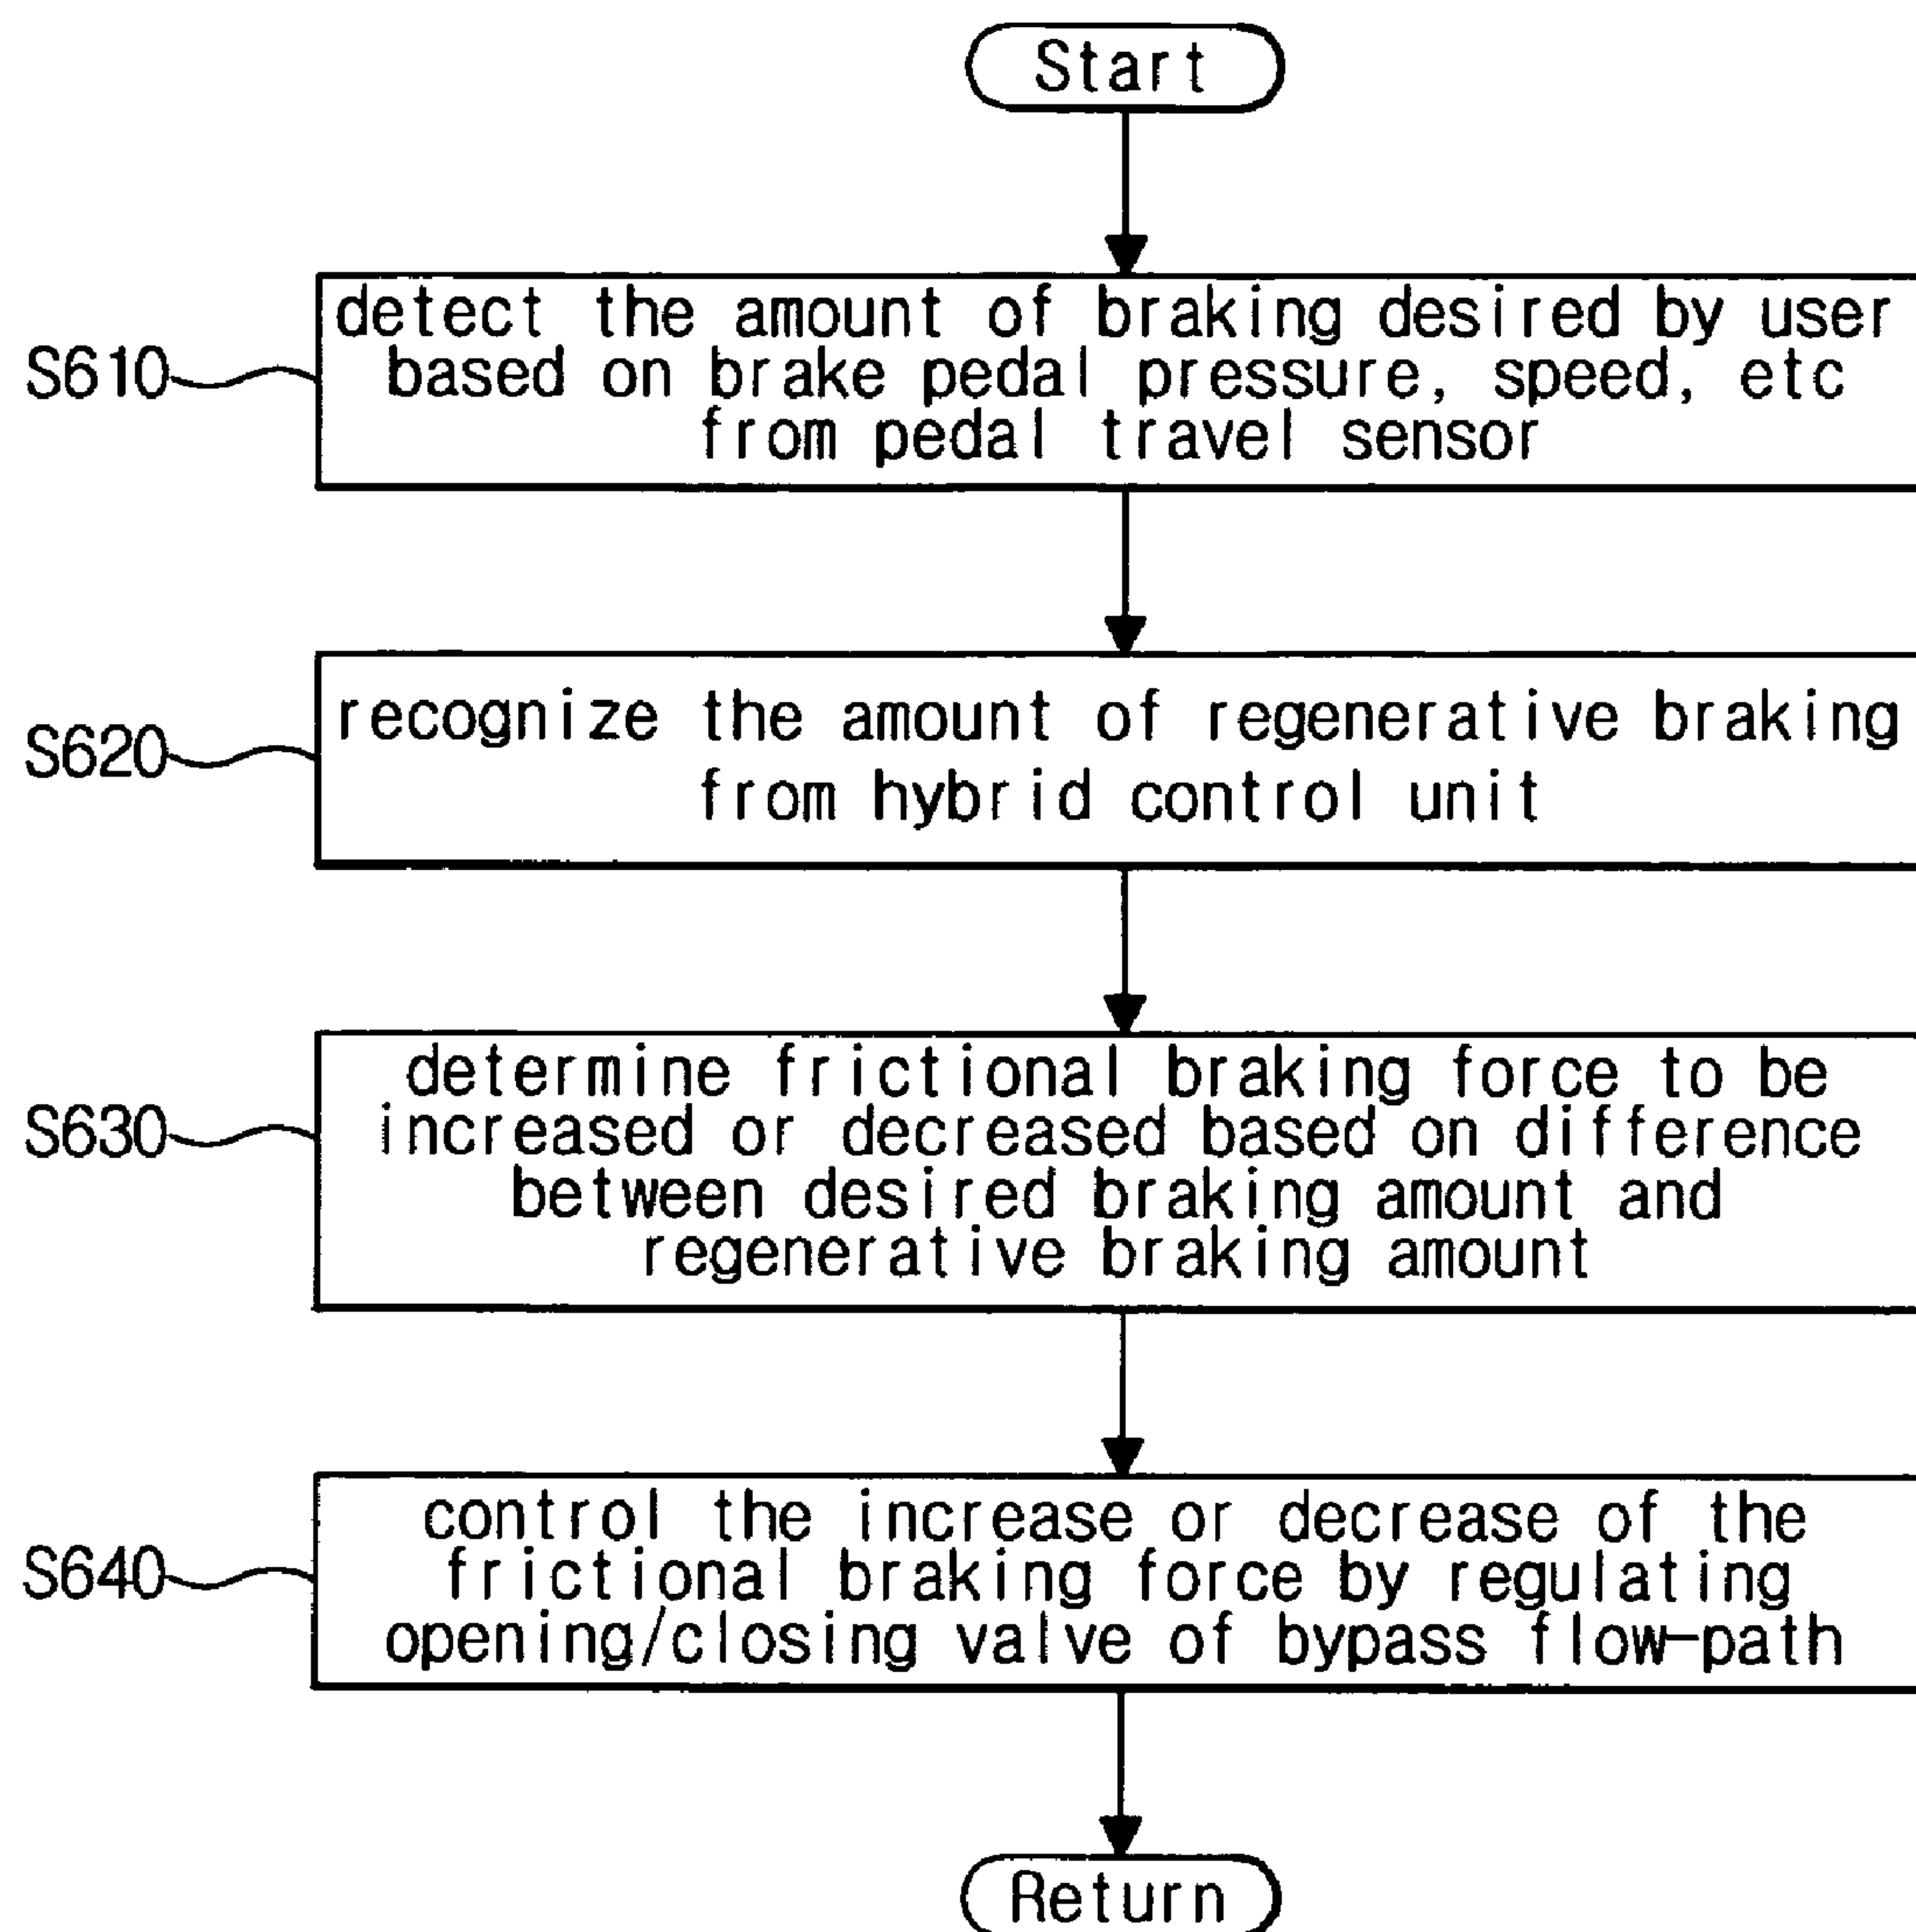 Start
S610
detect the amount of braking desired by user
based on brake pedal pressure, speed, etc
from pedal travel sensor
S620
recognize the amount of regenerative braking
from hybrid control unit
S630
determine frictional braking force to be
increased or decreased based on difference
between desired braking amount and
regenerative braking amount
S640
control the increase or decrease of the
frictional braking force by regulating
opening/closing valve of bypass flow-path
Return